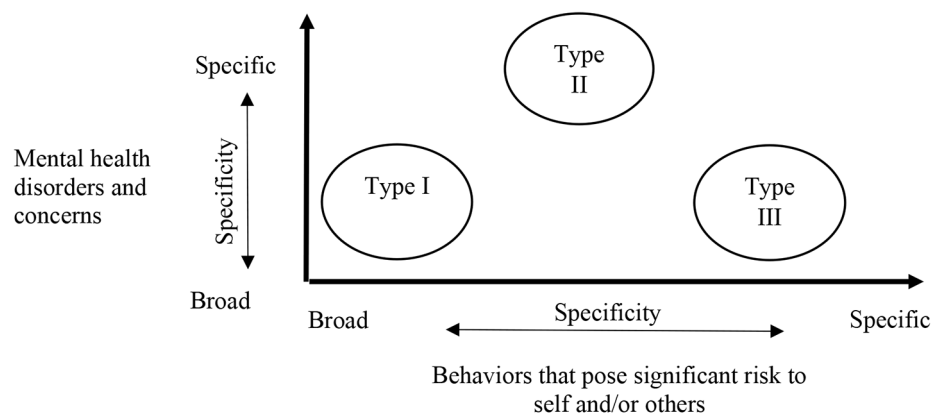 Specific
Specificity
Mental health
disorders and
concerns
Broad
Type
II
Type I
Type
III
Broad
Specificity
Specific
Behaviors that pose significant risk to
self and/or others